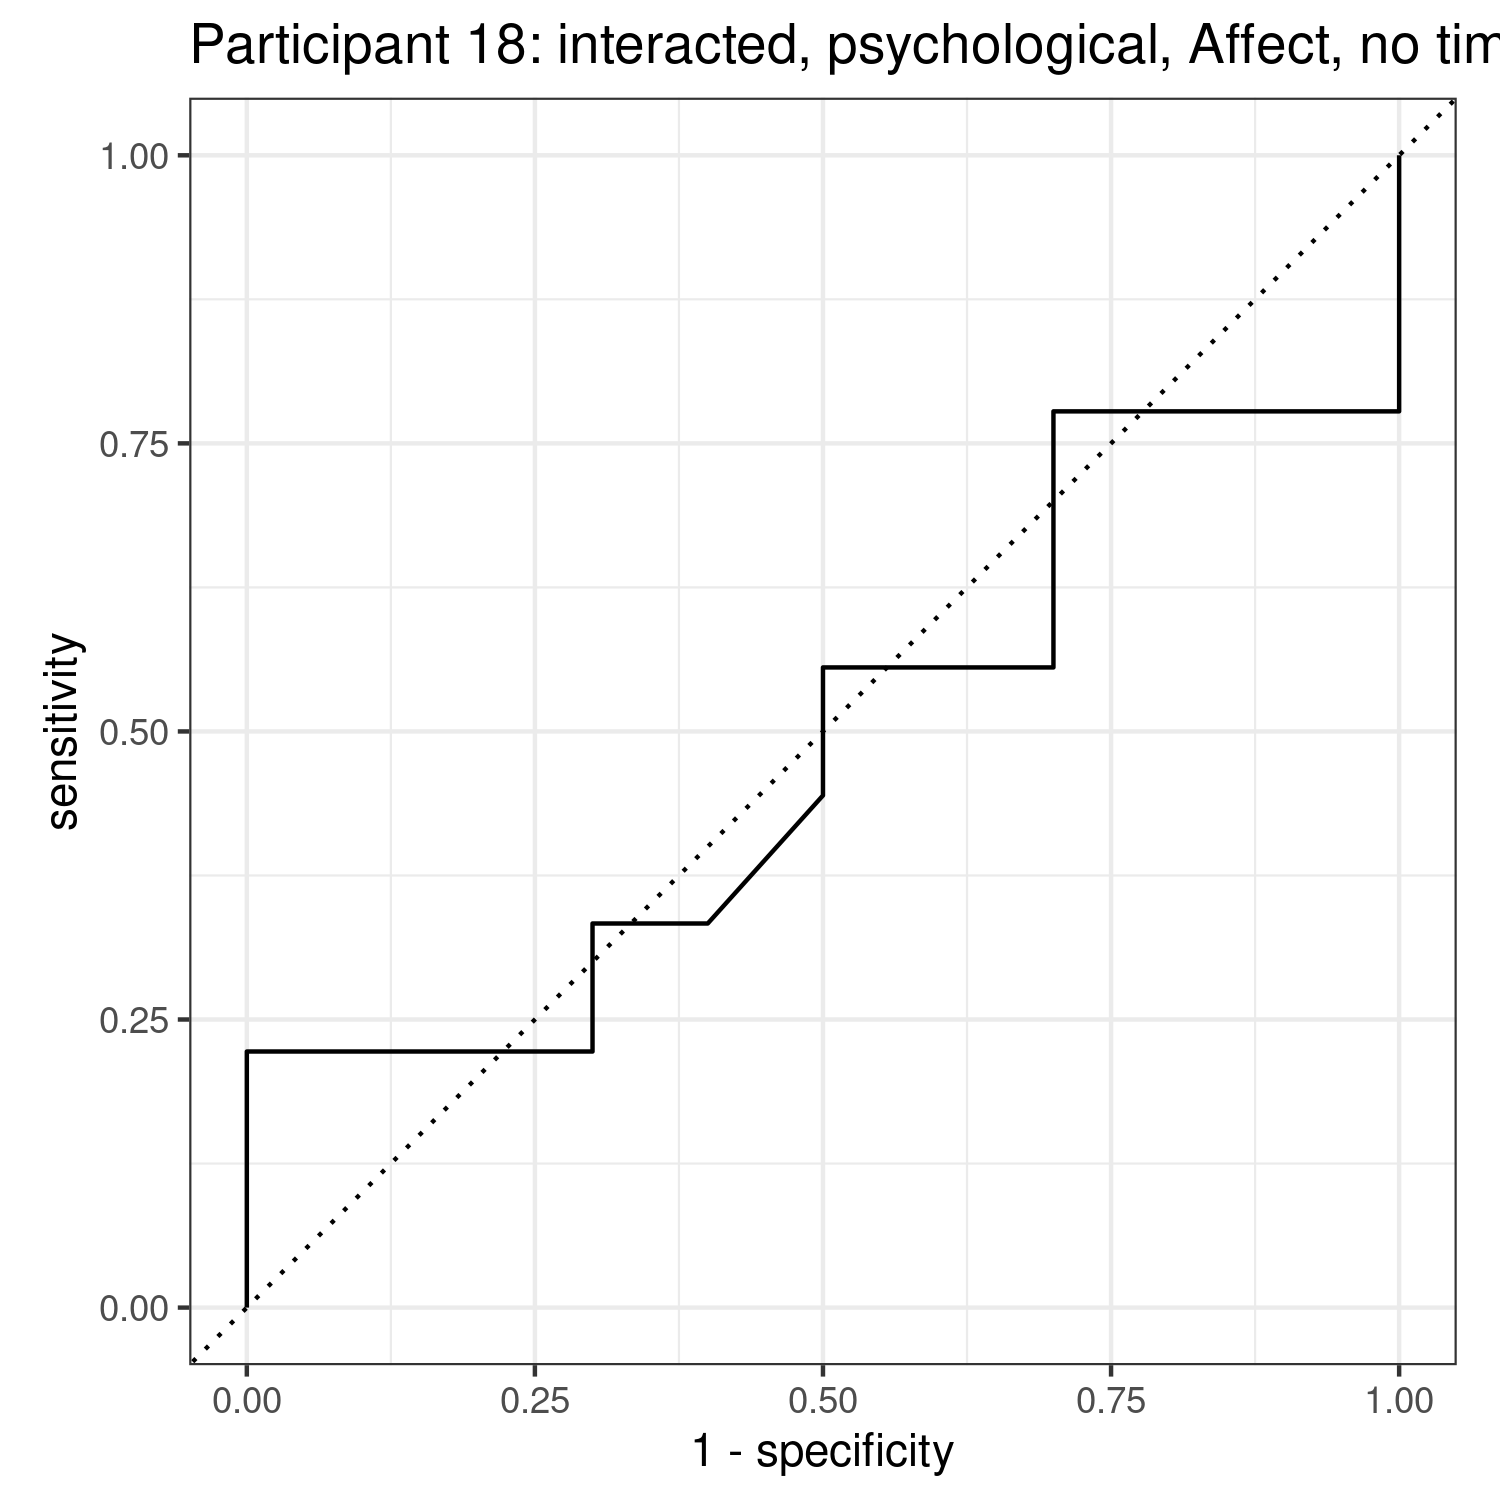 Participant 18: interacted, psychological, Affect, no tim
1.00
0.75
0.50
0.25
0.00
sensitivity
0.00 0.25 0.50 0.75 1.00
1 - specificity